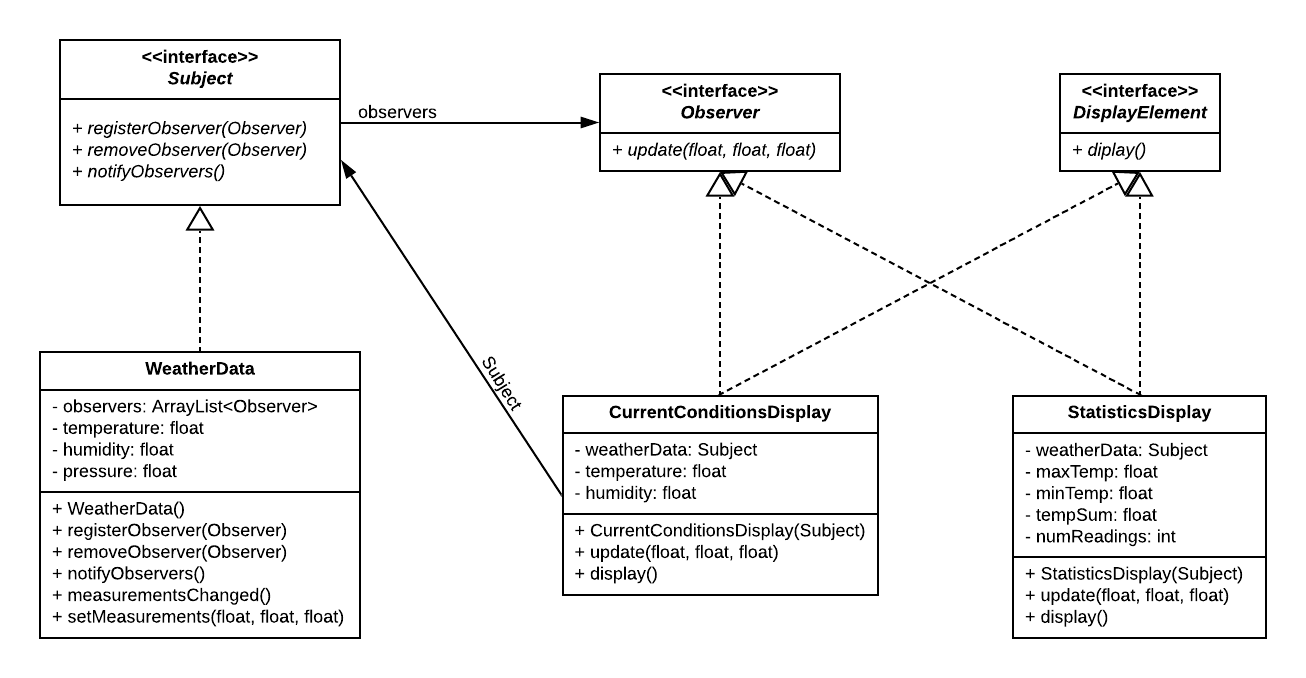 <<interface>>
Subject
+ registerObserver(Observer)
+ removeObserver(Observer)
+ notifyObservers()
observers
<<interface>>
Observer
+ update(float, float, float)
<<interface>>
DisplayElement
+ diplay()
Subject
WeatherData
- observers: ArrayList<Observer>
- temperature: float
- humidity: float
- pressure: float
+ WeatherData()
+ registerObserver(Observer)
+ removeObserver(Observer)
+ notifyObservers()
+ measurementsChanged()
+ setMeasurements(float, float, float)
CurrentConditionsDisplay
- weatherData: Subject
- temperature: float
- humidity: float
+ CurrentConditionsDisplay(Subject)
+ update(float, float, float)
+ display()
StatisticsDisplay
- weatherData: Subject
- maxTemp: float
- minTemp: float
- tempSum: float
- numReadings: int
+ StatisticsDisplay(Subject)
+ update(float, float, float)
+ display()